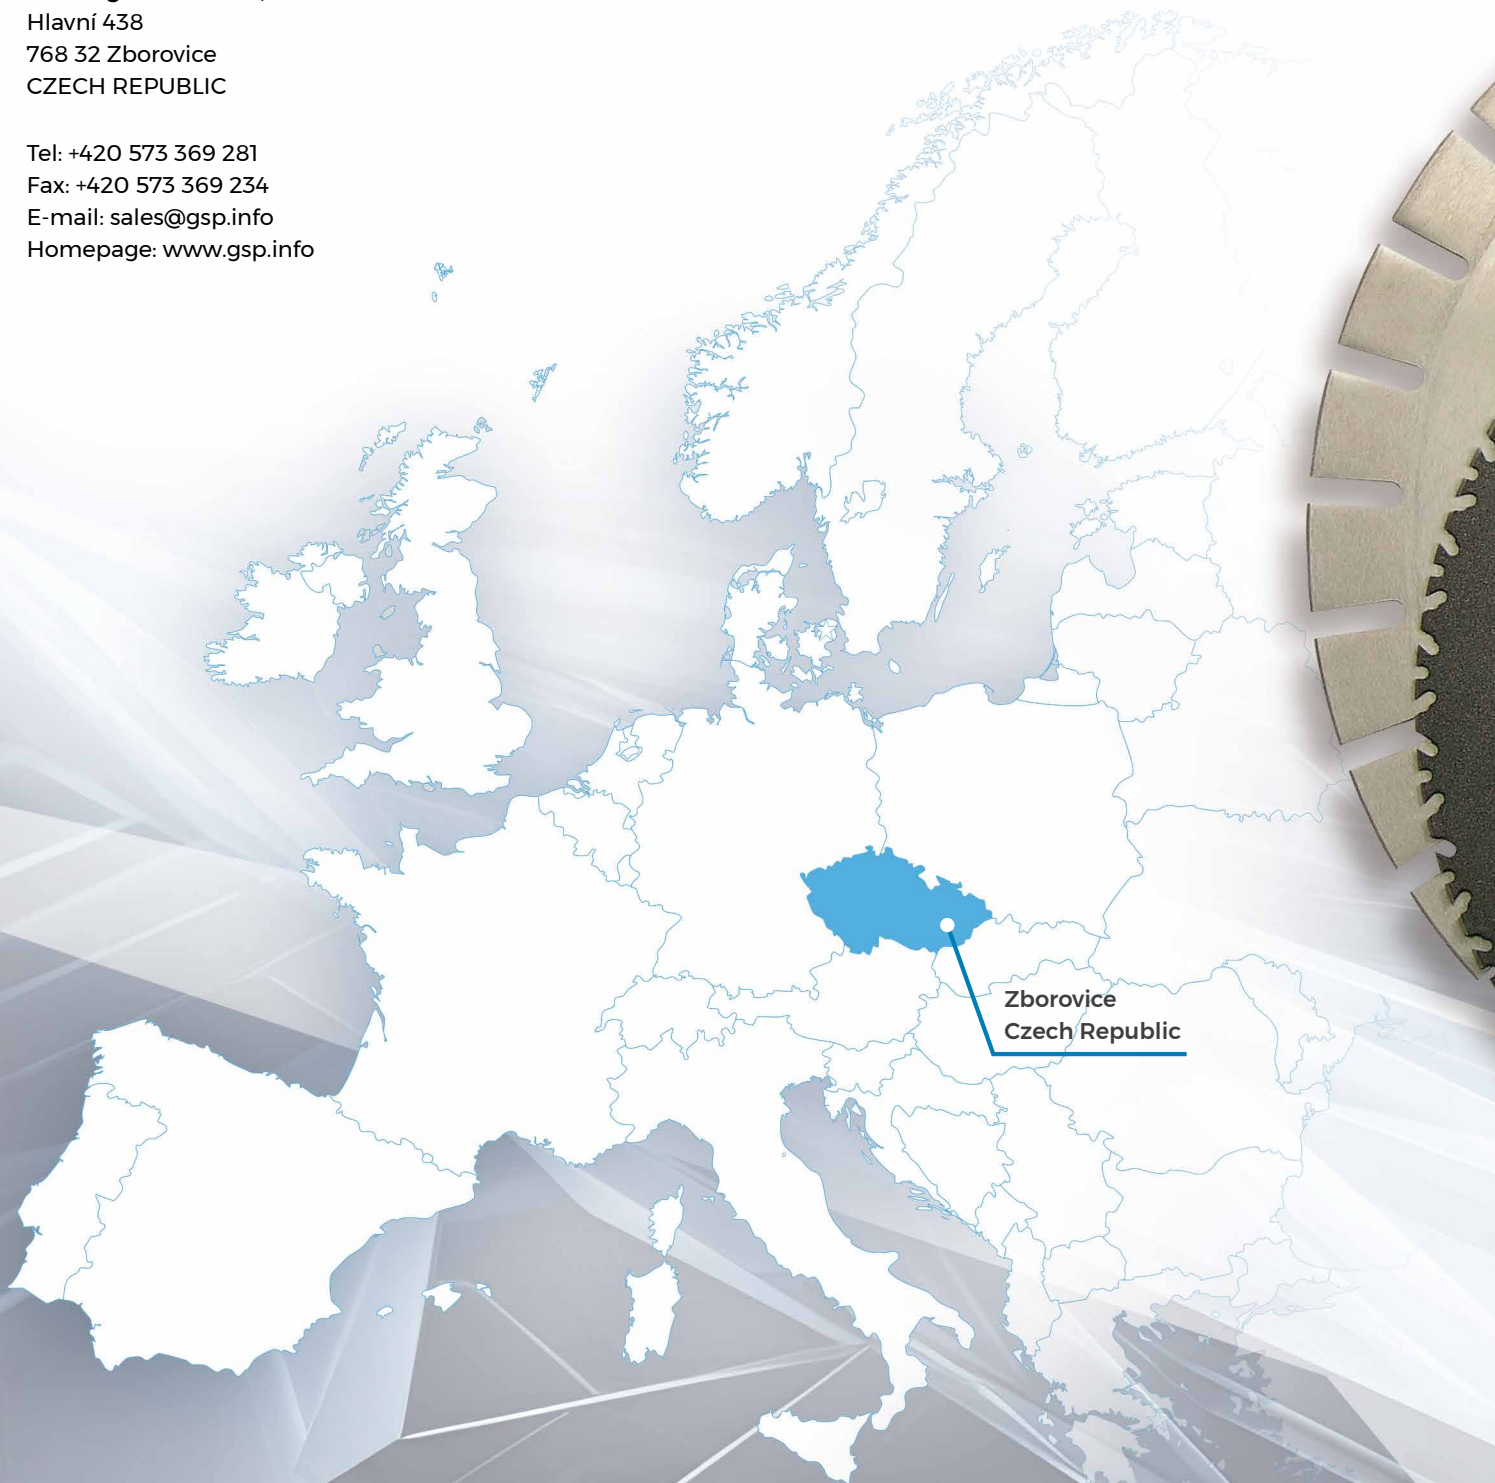 Hlavní 438
768 32 Zborovice
CZECH REPUBLIC
Tel: +420 573 369 281
Fax: +420 573 369 234
E-mail: sales@gsp.info
Homepage: www.gsp.info
Zborovice
Czech Republic